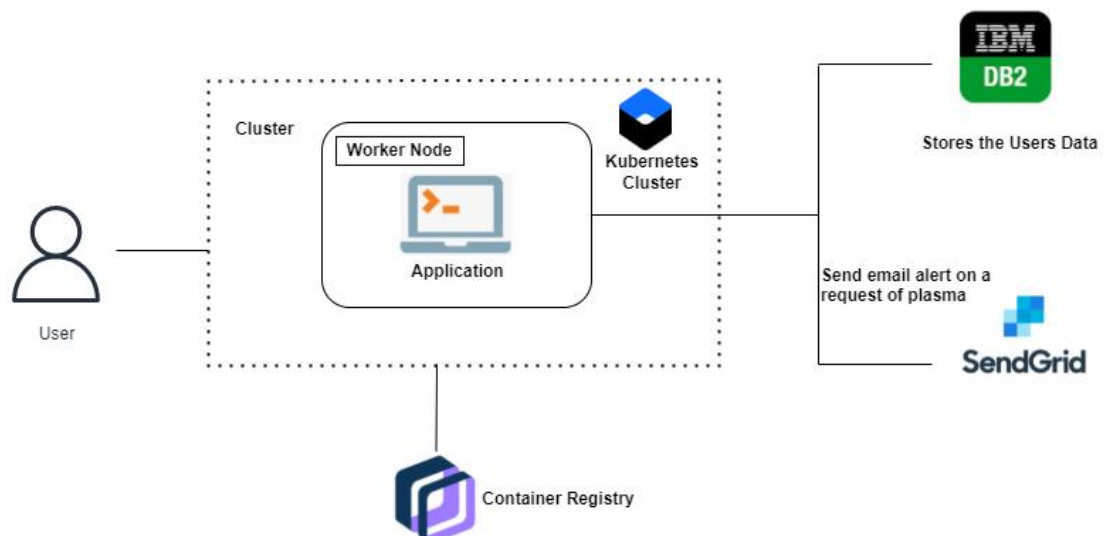 IBM
DB2
Stores the Users Data
Cluster
Worker Node
Kubernetes
Cluster
Application
User
Send email alert on a
request of plasma
SendGrid
Container Registry